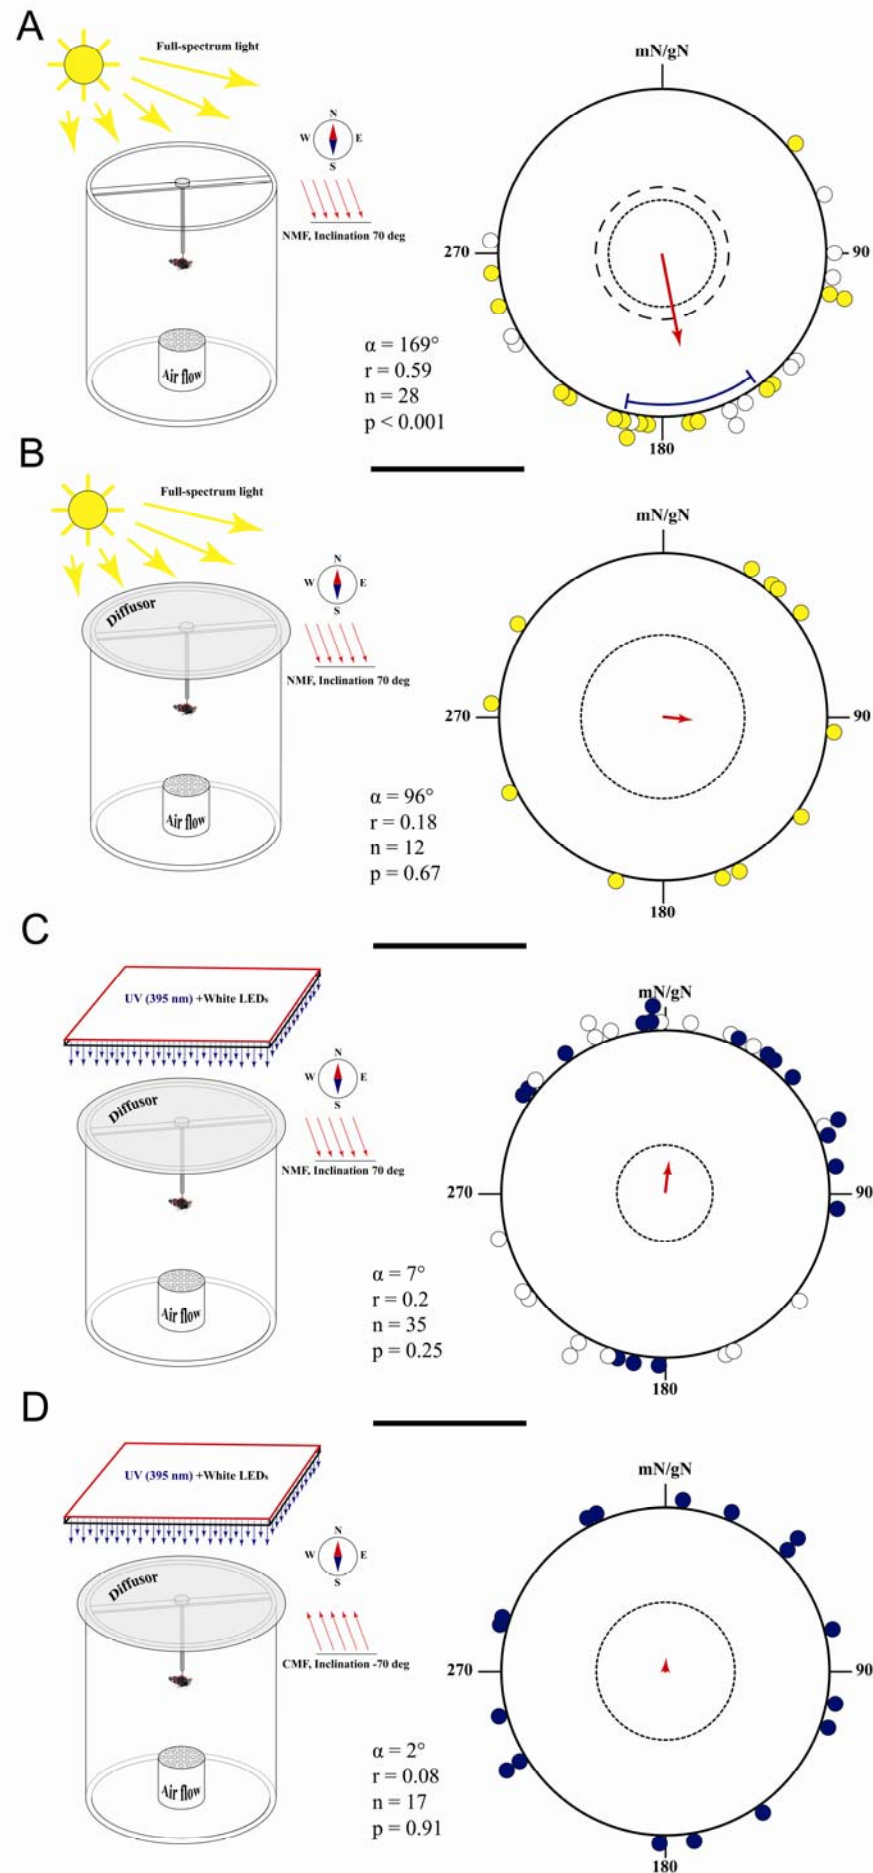 A
Full-spectrum light
N
W E
S
NMF, Inclination 70 deg
Air flow
α = 169°
r = 0.59
n = 28
p < 0.001
mN/gN
270 90
180
B
Full-spectrum light
Diffusor
N
W E
S
NMF, Inclination 70 deg
Air flow
α = 96°
r = 0.18
n = 12
p = 0.67
mN/gN
270 90
180
C
UV (395 nm) +White LEDs
Diffusor
N
W E
S
NMF, Inclination 70 deg
Air flow
α = 7°
r = 0.2
n = 35
p = 0.25
mN/gN
270 90
180
D
UV (395 nm) +White LEDs
Diffusor
N
W E
S
CMF, Inclination -70 deg
Air flow
α = 2°
r = 0.08
n = 17
p = 0.91
mN/gN
270 90
180